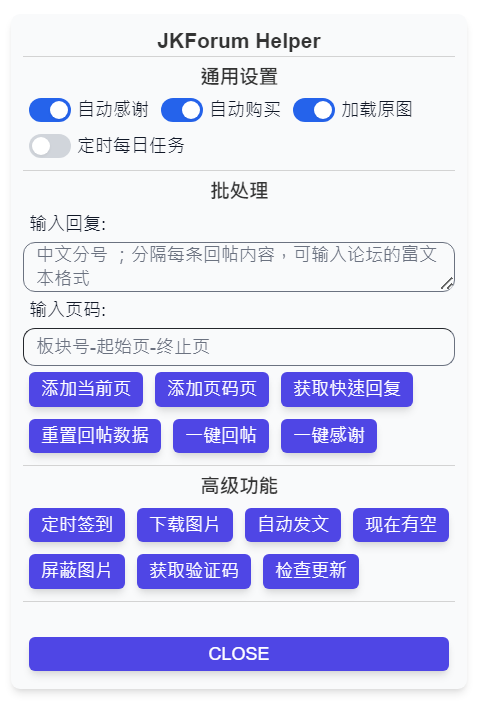 JKForum Helper
通用设置
自动感谢 自动购买 加载原图
定时每日任务
批处理
输入回复:
中文分号 ；分隔每条回帖内容，可输入论坛的富文
本格式
输入页码:
板块号-起始页-终止页
添加当前页 添加页码页 获取快速回复
重置回帖数据 一键回帖 一键感谢
高级功能
定时签到 下载图片 自动发文 现在有空
屏蔽图片 获取验证码 检查更新
CLOSE